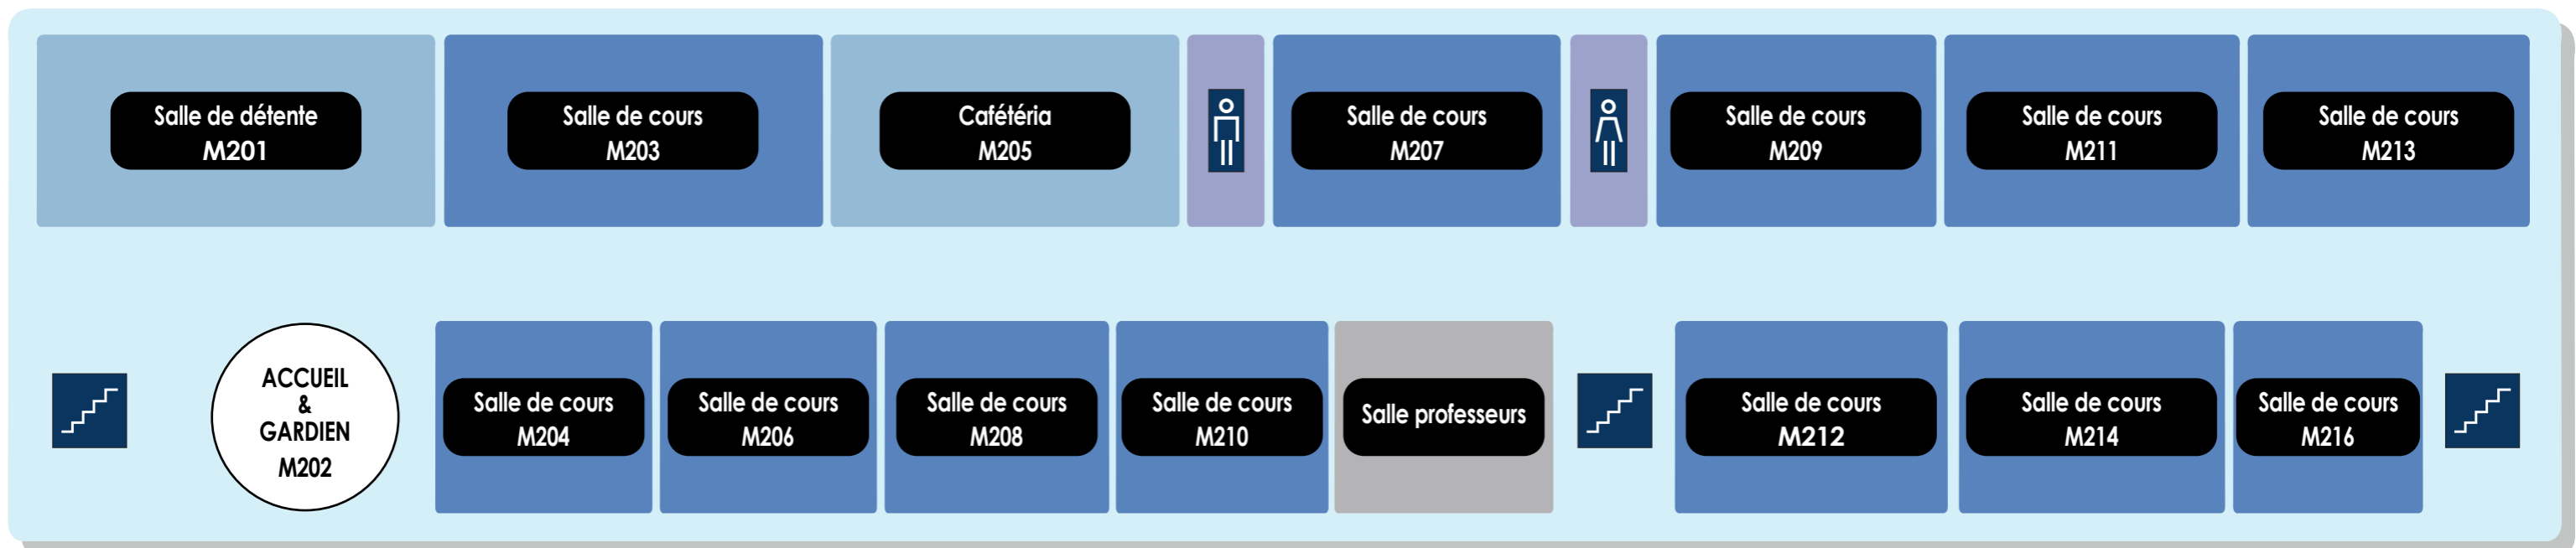 Salle de détente
M201
Salle de cours
M203
Cafétéria
M205
Salle de cours
M207
Salle de cours
M209
Salle de cours
M211
Salle de cours
M213
ACCUEIL
&
GARDIEN
M202
Salle de cours
M204
Salle de cours
M206
Salle de cours
M208
Salle de cours
M210
Salle professeurs
Salle de cours
M212
Salle de cours
M214
Salle de cours
M216